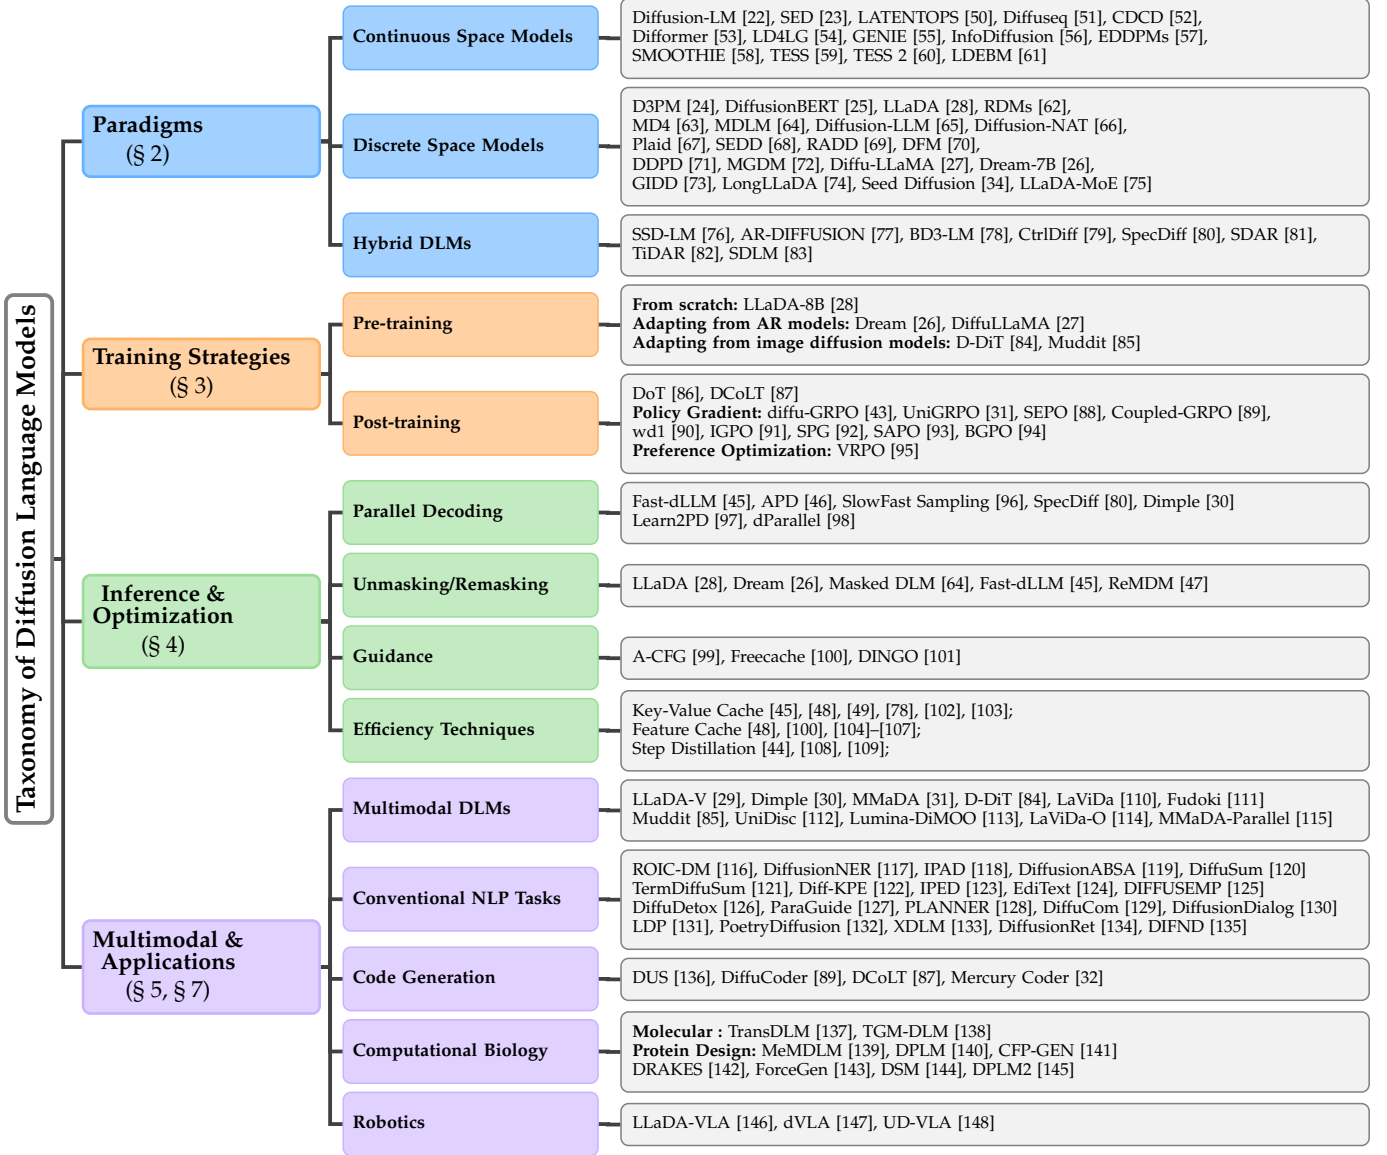 Taxonomy of Diffusion Language Models
Paradigms
(§ 2)
Continuous Space Models
Diffusion-LM [22], SED [23], LATENTOPS [50], Diffuseq [51], CDCD [52],
Difformer [53], LD4LG [54], GENIE [55], InfoDiffusion [56], EDDPMs [57],
SMOOTHIE [58], TESS [59], TESS 2 [60], LDEBM [61]
Discrete Space Models
D3PM [24], DiffusionBERT [25], LLaDA [28], RDMs [62],
MD4 [63], MDLM [64], Diffusion-LLM [65], Diffusion-NAT [66],
Plaid [67], SEDD [68], RADD [69], DFM [70],
DDPD [71], MGDM [72], Diffu-LLaMA [27], Dream-7B [26],
GIDD [73], LongLLaDA [74], Seed Diffusion [34], LLaDA-MoE [75]
Hybrid DLMs
SSD-LM [76], AR-DIFFUSION [77], BD3-LM [78], CtrlDiff [79], SpecDiff [80], SDAR [81],
TiDAR [82], SDLM [83]
Training Strategies
(§ 3)
Pre-training
From scratch: LLaDA-8B [28]
Adapting from AR models: Dream [26], DiffuLLaMA [27]
Adapting from image diffusion models: D-DiT [84], Muddit [85]
Post-training
DoT [86], DCoLT [87]
Policy Gradient: diffu-GRPO [43], UniGRPO [31], SEPO [88], Coupled-GRPO [89],
wd1 [90], IGPO [91], SPG [92], SAPO [93], BGPO [94]
Preference Optimization: VRPO [95]
Inference &
Optimization
(§ 4)
Parallel Decoding
Fast-dLLM [45], APD [46], SlowFast Sampling [96], SpecDiff [80], Dimple [30]
Learn2PD [97], dParallel [98]
Unmasking/Remasking
LLaDA [28], Dream [26], Masked DLM [64], Fast-dLLM [45], ReMDM [47]
Guidance
A-CFG [99], Freecache [100], DINGO [101]
Efficiency Techniques
Key-Value Cache [45], [48], [49], [78], [102], [103];
Feature Cache [48], [100], [104]–[107];
Step Distillation [44], [108], [109];
Multimodal &
Applications
(§ 5, § 7)
Multimodal DLMs
LLaDA-V [29], Dimple [30], MMaDA [31], D-DiT [84], LaViDa [110], Fudoki [111]
Muddit [85], UniDisc [112], Lumina-DiMOO [113], LaViDa-O [114], MMaDA-Parallel [115]
Conventional NLP Tasks
ROIC-DM [116], DiffusionNER [117], IPAD [118], DiffusionABSA [119], DiffuSum [120]
TermDiffuSum [121], Diff-KPE [122], IPED [123], EdiText [124], DIFFUSEMP [125]
DiffuDetox [126], ParaGuide [127], PLANNER [128], DiffuCom [129], DiffusionDialog [130]
LDP [131], PoetryDiffusion [132], XDLM [133], DiffusionRet [134], DIFND [135]
Code Generation
DUS [136], DiffuCoder [89], DCoLT [87], Mercury Coder [32]
Computational Biology
Molecular : TransDLM [137], TGM-DLM [138]
Protein Design: MeMDLM [139], DPLM [140], CFP-GEN [141]
DRAKES [142], ForceGen [143], DSM [144], DPLM2 [145]
Robotics
LLaDA-VLA [146], dVLA [147], UD-VLA [148]